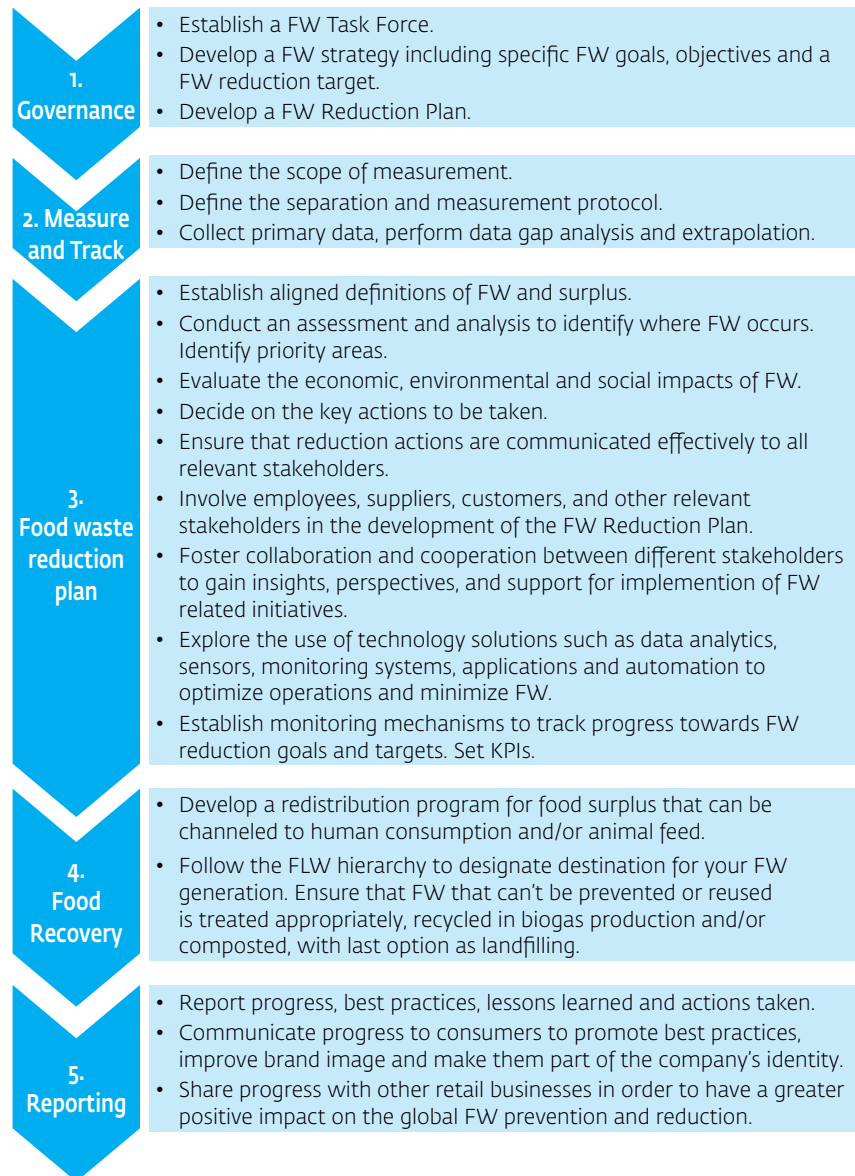 1.
Governance
• Establish a FW Task Force.
• Develop a FW strategy including specific FW goals, objectives and a
FW reduction target.
• Develop a FW Reduction Plan.
2. Measure
and Track
• Define the scope of measurement.
• Define the separation and measurement protocol.
• Collect primary data, perform data gap analysis and extrapolation.
3.
Food waste
reduction
plan
• Establish aligned definitions of FW and surplus.
• Conduct an assessment and analysis to identify where FW occurs.
Identify priority areas.
• Evaluate the economic, environmental and social impacts of FW.
• Decide on the key actions to be taken.
• Ensure that reduction actions are communicated effectively to all
relevant stakeholders.
• Involve employees, suppliers, customers, and other relevant
stakeholders in the development of the FW Reduction Plan.
• Foster collaboration and cooperation between different stakeholders
to gain insights, perspectives, and support for implemention of FW
related initiatives.
• Explore the use of technology solutions such as data analytics,
sensors, monitoring systems, applications and automation to
optimize operations and minimize FW.
• Establish monitoring mechanisms to track progress towards FW
reduction goals and targets. Set KPIs.
4.
Food
Recovery
• Develop a redistribution program for food surplus that can be
channeled to human consumption and/or animal feed.
• Follow the FLW hierarchy to designate destination for your FW
generation. Ensure that FW that can't be prevented or reused
is treated appropriately, recycled in biogas production and/or
composted, with last option as landfilling.
5.
Reporting
• Report progress, best practices, lessons learned and actions taken.
• Communicate progress to consumers to promote best practices,
improve brand image and make them part of the company's identity.
• Share progress with other retail businesses in order to have a greater
positive impact on the global FW prevention and reduction.